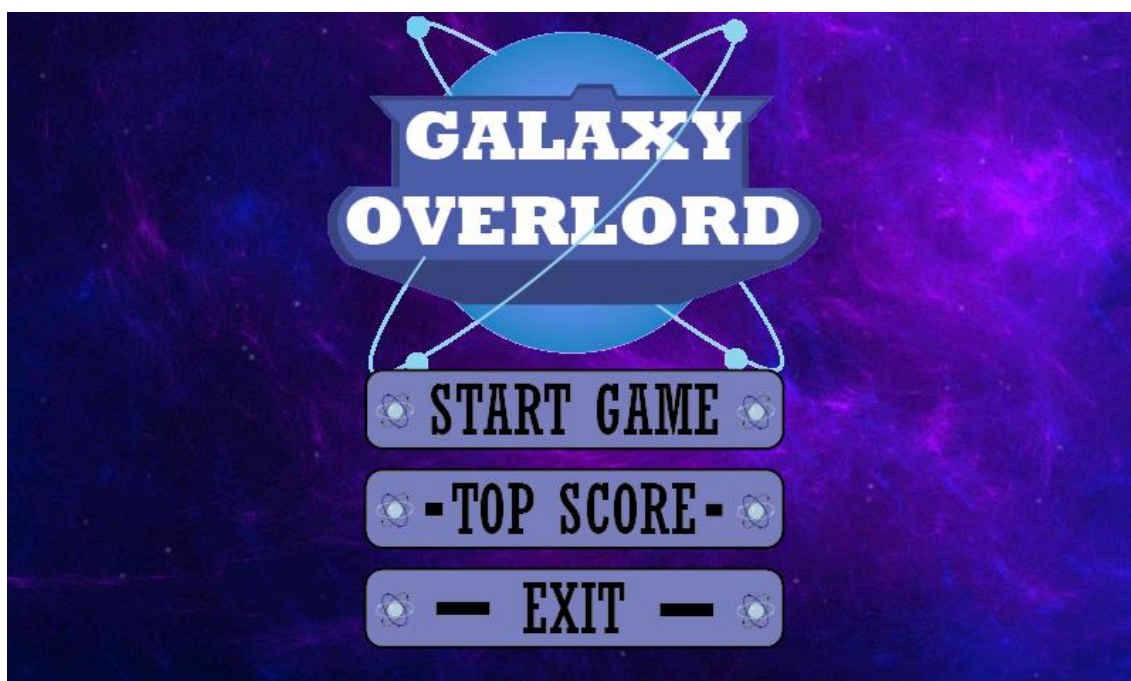 GALAXY
OVERLORD
START GAME
-TOP SCORE-
— EXIT —